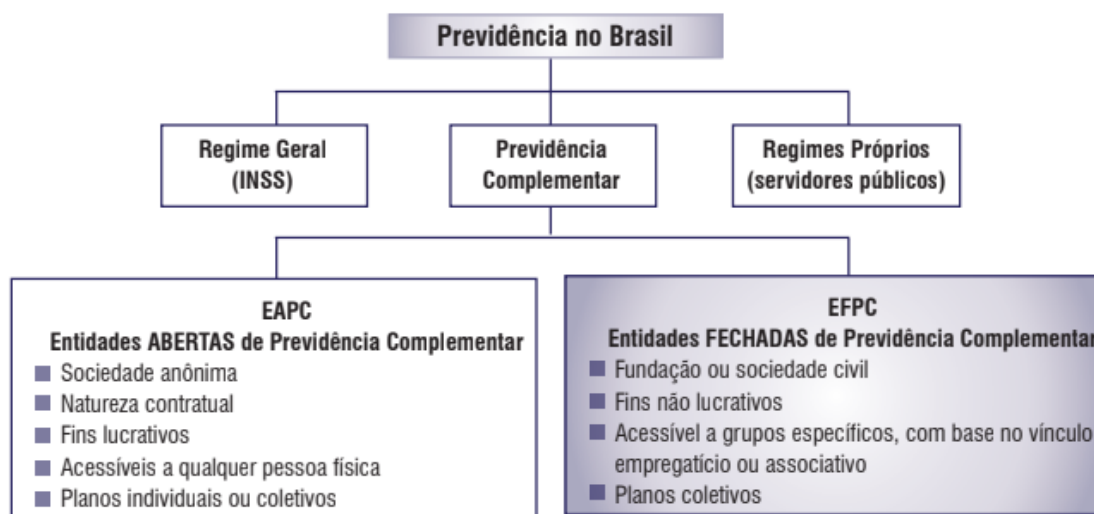 Previdência no Brasil
Regime Geral
(INSS)
Previdência
Complementar
Regimes Próprios
(servidores públicos)
EAPC
Entidades ABERTAS de Previdência Complementar
Sociedade anônima
Natureza contratual
Fins lucrativos
Acessíveis a qualquer pessoa física
Planos individuais ou coletivos
EFPC
Entidades FECHADAS de Previdência Complementar
Fundação ou sociedade civil
Fins não lucrativos
Acessível a grupos específicos, com base no vínculo
empregatício ou associativo
Planos coletivos